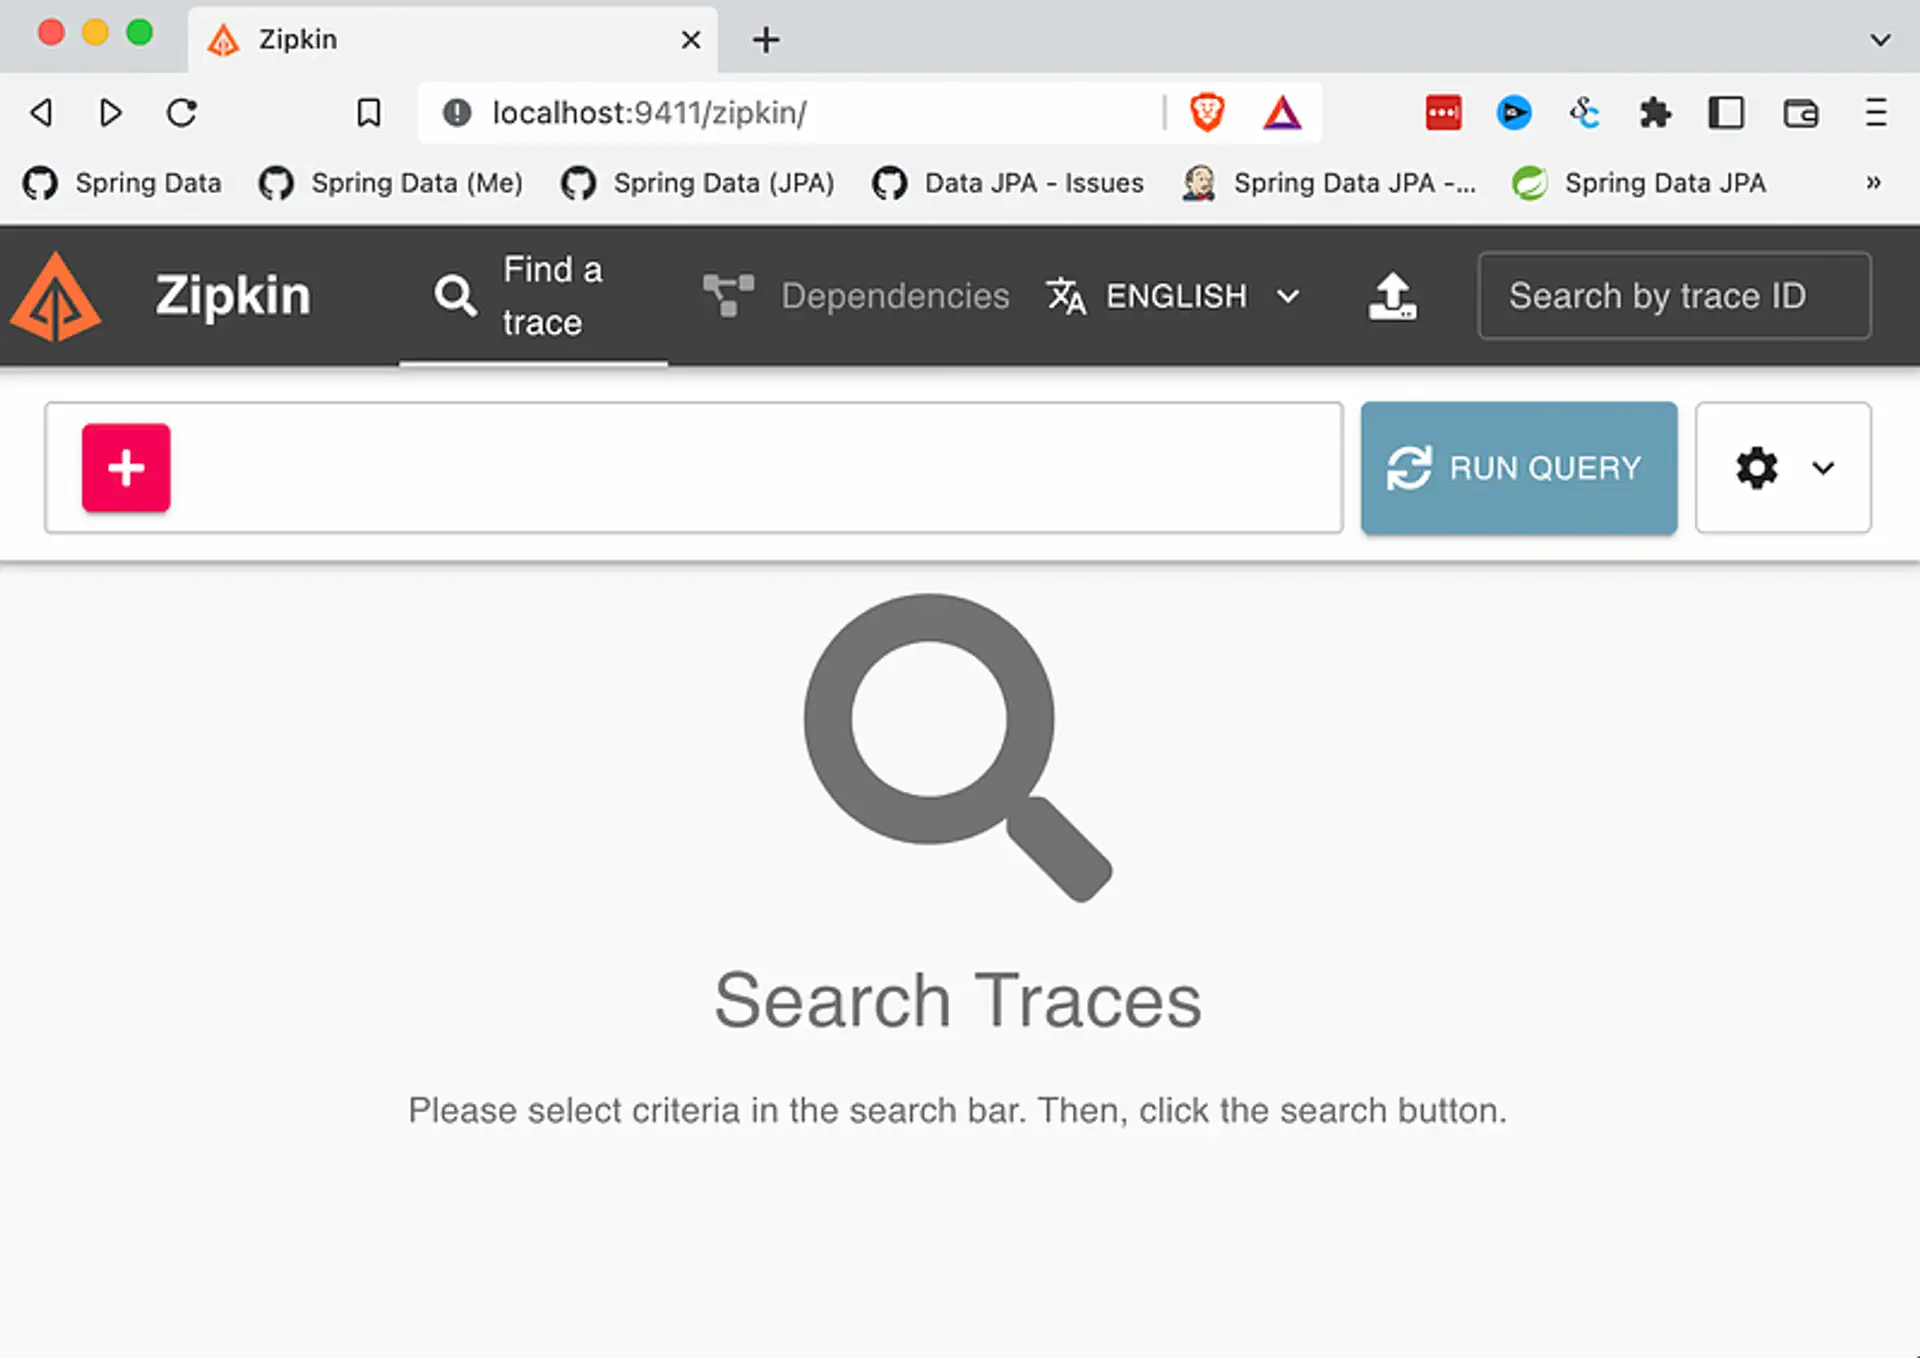 Zipkin
localhost:9411/zipkin/
Spring Data
Spring Data (Me)
Spring Data (JPA)
Data JPA - Issues
Spring Data JPA -...
Spring Data JPA
»
Zipkin
Find a
trace
Dependencies
ENGLISH
Search by trace ID
RUN QUERY
Search Traces
Please select criteria in the search bar. Then, click the search button.